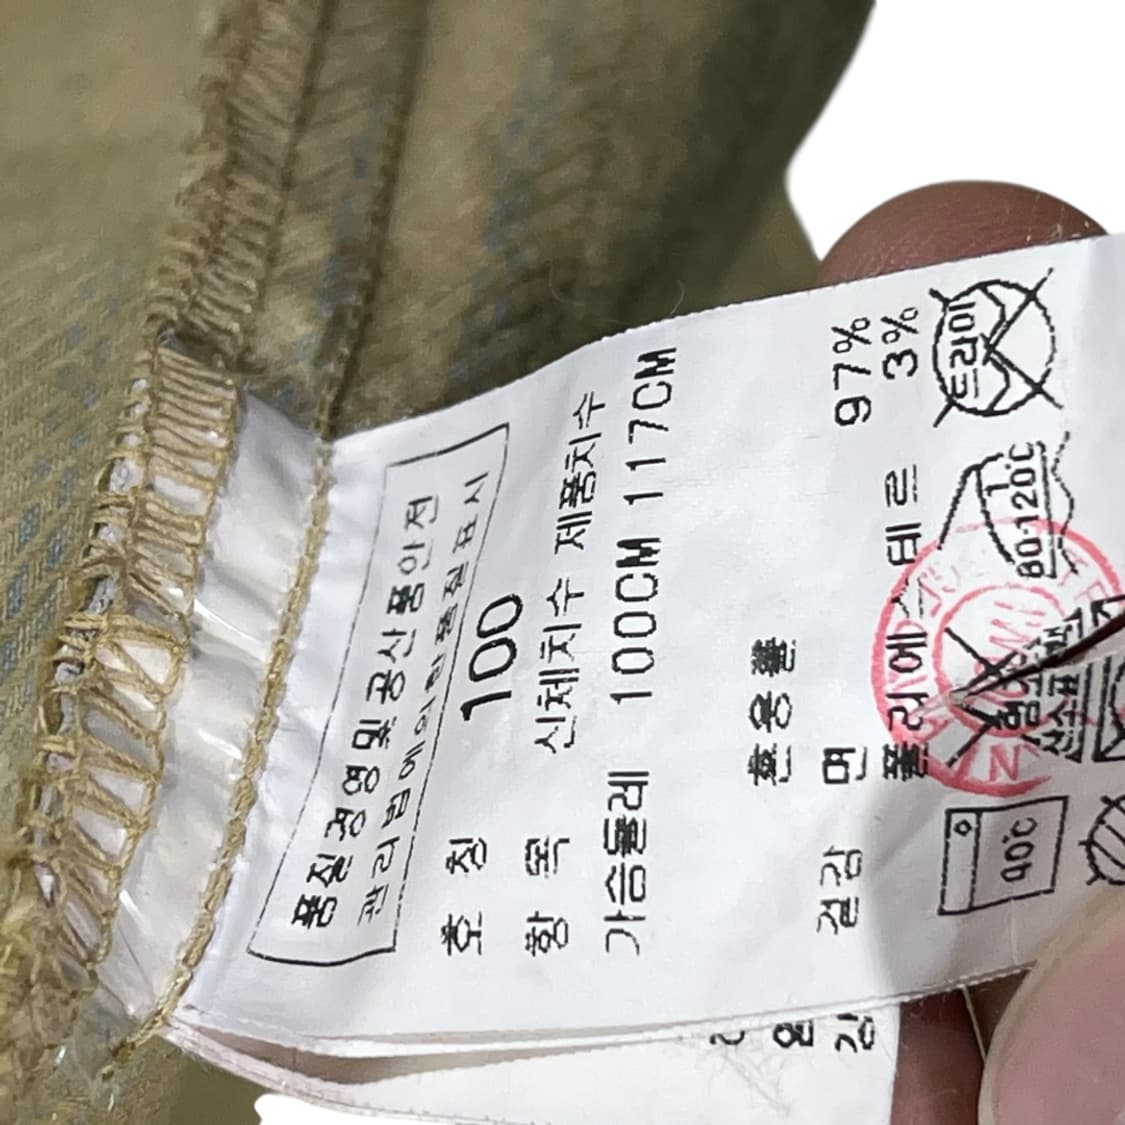 품질경영 및 공산품안전
관리법에 의한 품질표시
호 칭 100
항 목 신체치수 제품치수
가슴둘레 100CM 117CM
혼용률
겉감 면 97%
폴리에스테르 3%
40℃
80-120℃
드라이